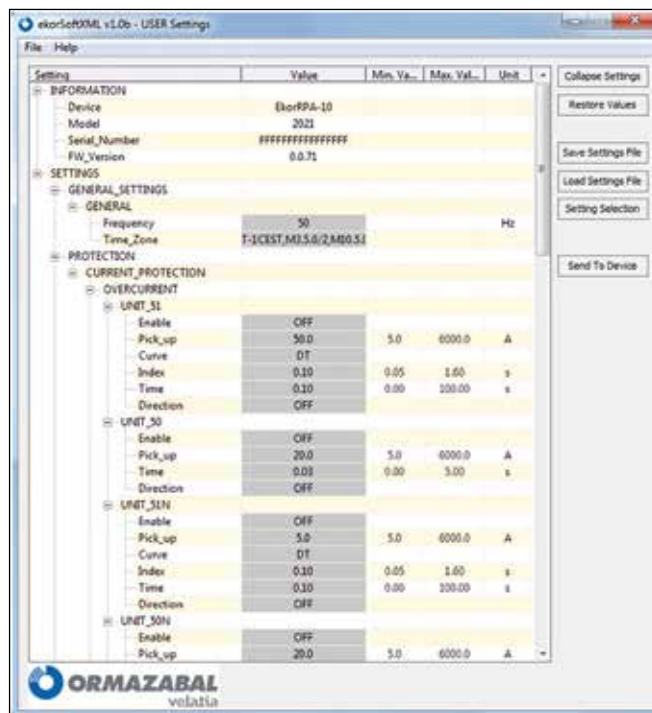 ekorSoftXML v1.0b - USER Settings
File Help
Setting Value Min. Va... Max. Val... Unit
INFORMATION
Device EkorRPA-10
Model 2021
Serial_Number FFFFFFFFFFFFFFFF
FW_Version 0.0.71
SETTINGS
GENERAL_SETTINGS
GENERAL
Frequency 50 Hz
Time_Zone T-1CEST,M3.5.0/2,M10.5.
PROTECTION
CURRENT_PROTECTION
OVERCURRENT
UNIT_51
Enable OFF
Pick_up 50.0 5.0 6000.0 A
Curve DT
Index 0.10 0.05 1.60 s
Time 0.10 0.00 100.00 s
Direction OFF
UNIT_50
Enable OFF
Pick_up 20.0 5.0 6000.0 A
Time 0.03 0.00 5.00 s
Direction OFF
UNIT_51N
Enable OFF
Pick_up 5.0 5.0 6000.0 A
Curve DT
Index 0.10 0.05 1.60 s
Time 0.10 0.00 100.00 s
Direction OFF
UNIT_50N
Enable OFF
Pick_up 20.0 5.0 6000.0 A
Collapse Settings
Restore Values
Save Settings File
Load Settings File
Setting Selection
Send To Device
ORMAZABAL
velatia